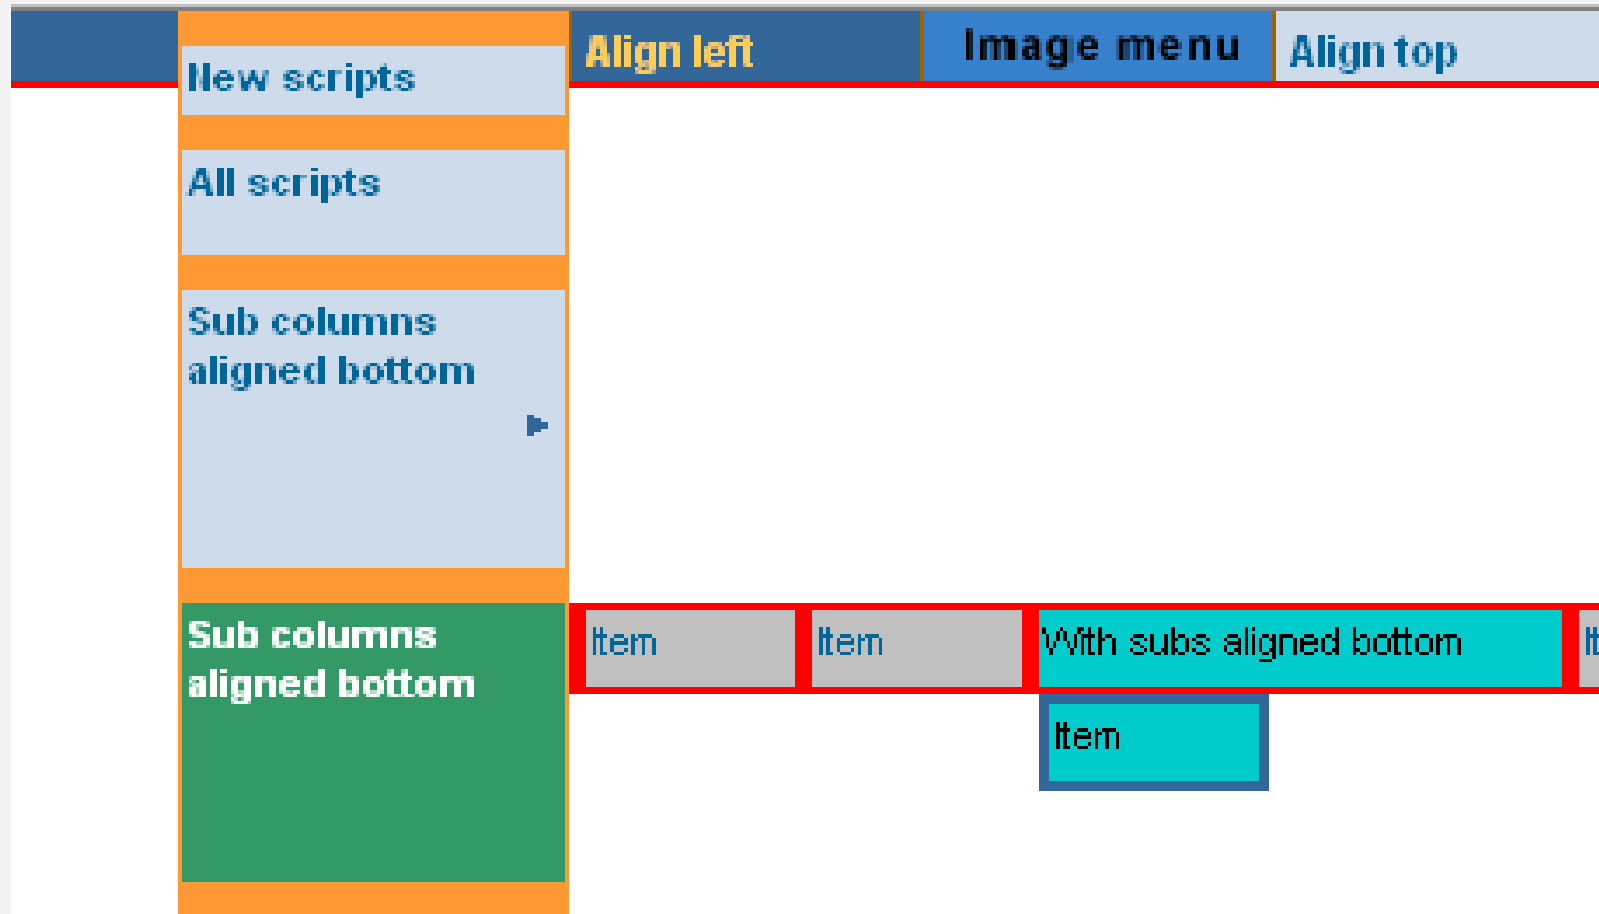 Align left
Image menu
Align top
New scripts
All scripts
Sub columns
aligned bottom
Sub columns
aligned bottom
Item
Item
With subs aligned bottom
Item